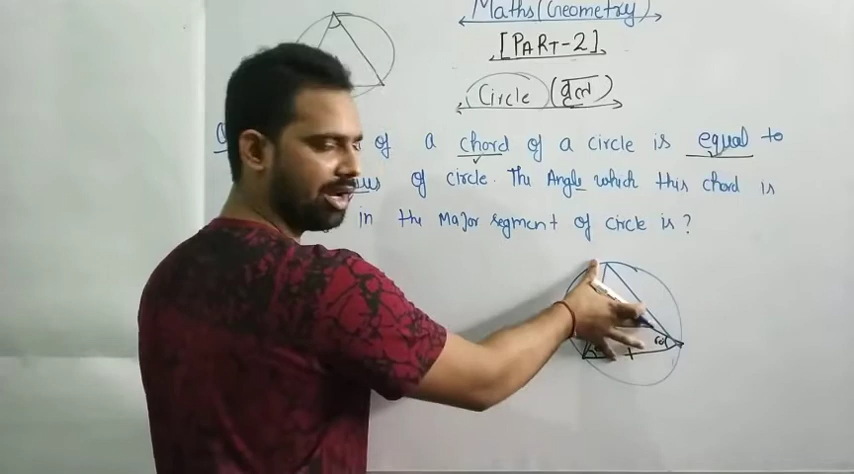 Maths (Geometry)
[PART-2]
Circle (वृत्त)
of a chord of a circle is equal to
of circle. The Angle which this chord is
in the Major segment of circle is?